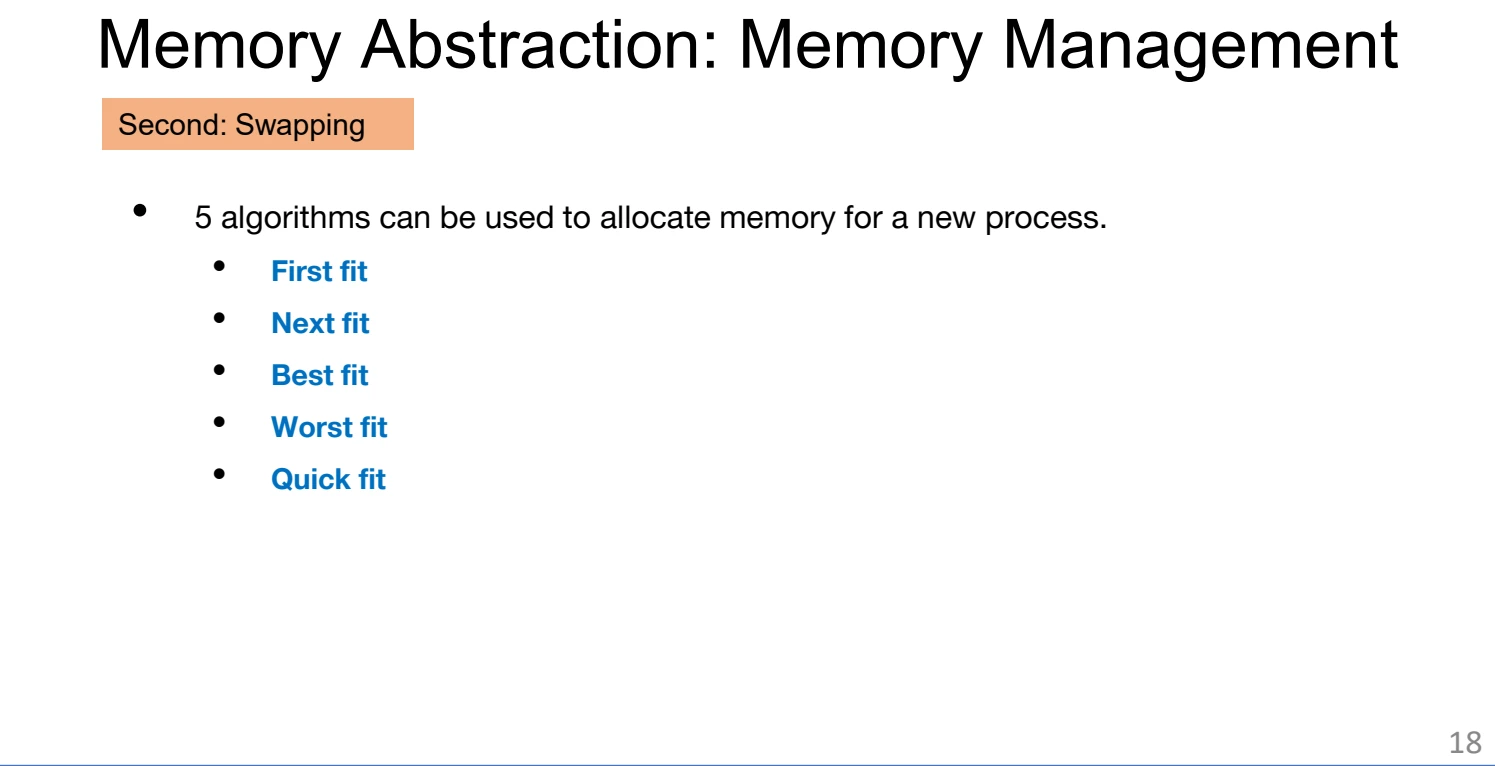 Memory Abstraction: Memory Management
Second: Swapping
• 5 algorithms can be used to allocate memory for a new process.
• First fit
• Next fit
• Best fit
• Worst fit
• Quick fit
18